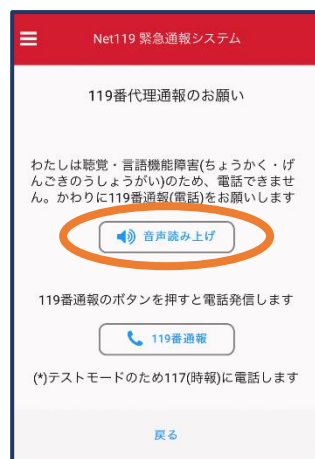 Net119 緊急通報システム
119番代理通報のお願い
わたしは聴覚・言語機能障害(ちょうかく・げ
んごきのうしょうがい)のため、電話できませ
ん。かわりに119番通報(電話)をお願いします
音声読み上げ
119番通報のボタンを押すと電話発信します
119番通報
(*)テストモードのため117(時報)に電話します
戻る